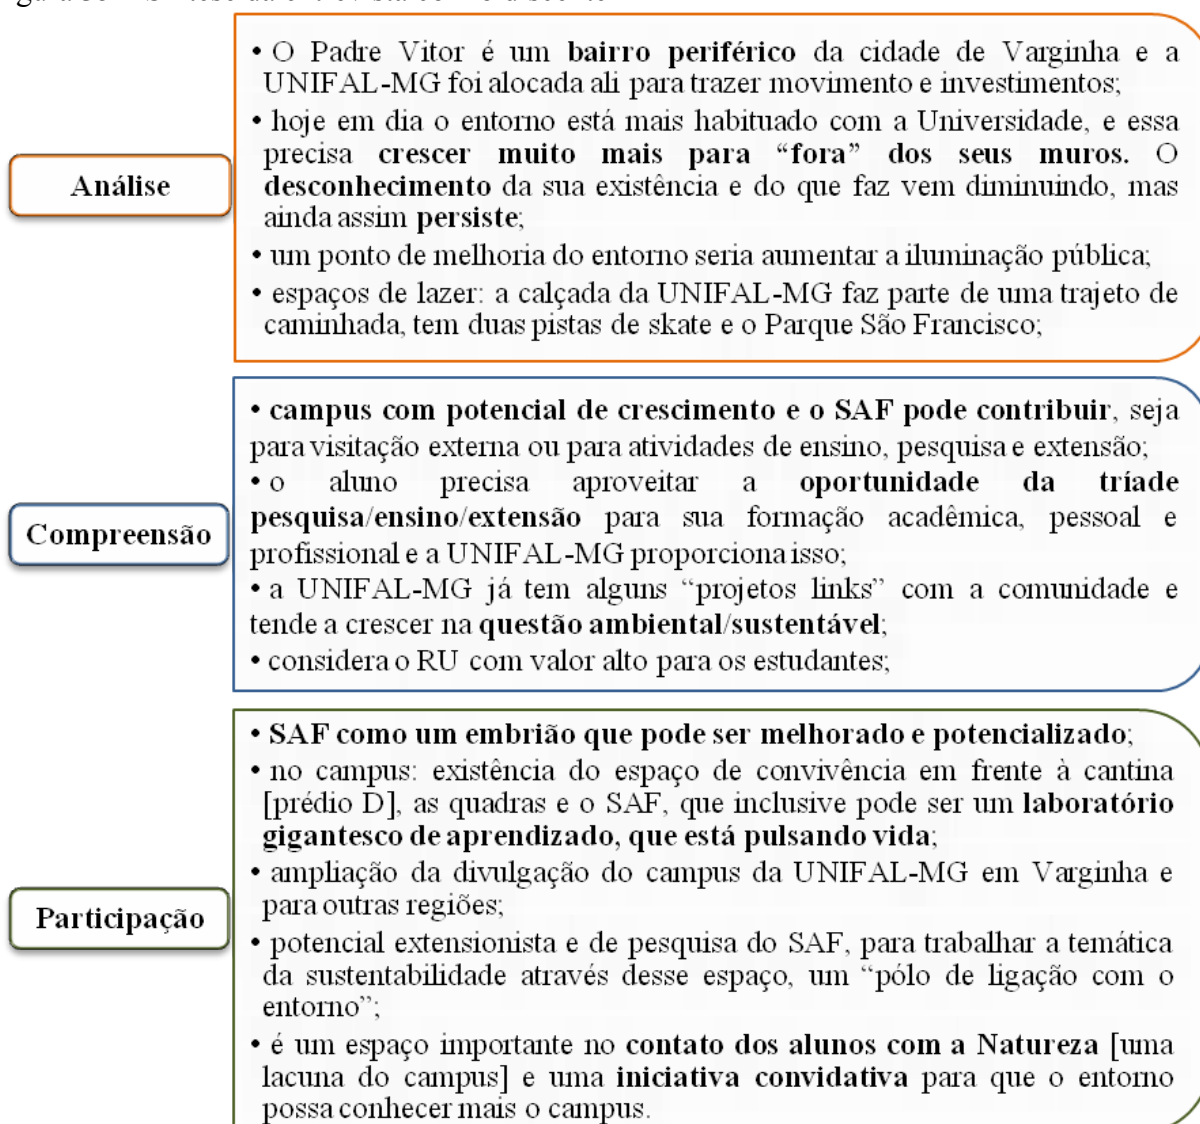 Análise
• O Padre Vitor é um bairro periférico da cidade de Varginha e a
UNIFAL-MG foi alocada ali para trazer movimento e investimentos;
• hoje em dia o entorno está mais habituado com a Universidade, e essa
precisa crescer muito mais para “fora” dos seus muros. O
desconhecimento da sua existência e do que faz vem diminuindo, mas
ainda assim persiste;
• um ponto de melhoria do entorno seria aumentar a iluminação pública;
• espaços de lazer: a calçada da UNIFAL-MG faz parte de uma trajeto de
caminhada, tem duas pistas de skate e o Parque São Francisco;
Compreensão
• campus com potencial de crescimento e o SAF pode contribuir, seja
para visitação externa ou para atividades de ensino, pesquisa e extensão;
• o aluno precisa aproveitar a oportunidade da tríade
pesquisa/ensino/extensão para sua formação acadêmica, pessoal e
profissional e a UNIFAL-MG proporciona isso;
• a UNIFAL-MG já tem alguns “projetos links” com a comunidade e
tende a crescer na questão ambiental/sustentável;
• considera o RU com valor alto para os estudantes;
Participação
• SAF como um embrião que pode ser melhorado e potencializado;
• no campus: existência do espaço de convivência em frente à cantina
[prédio D], as quadras e o SAF, que inclusive pode ser um laboratório
gigantesco de aprendizado, que está pulsando vida;
• ampliação da divulgação do campus da UNIFAL-MG em Varginha e
para outras regiões;
• potencial extensionista e de pesquisa do SAF, para trabalhar a temática
da sustentabilidade através desse espaço, um “pólo de ligação com o
entorno”;
• é um espaço importante no contato dos alunos com a Natureza [uma
lacuna do campus] e uma iniciativa convidativa para que o entorno
possa conhecer mais o campus.